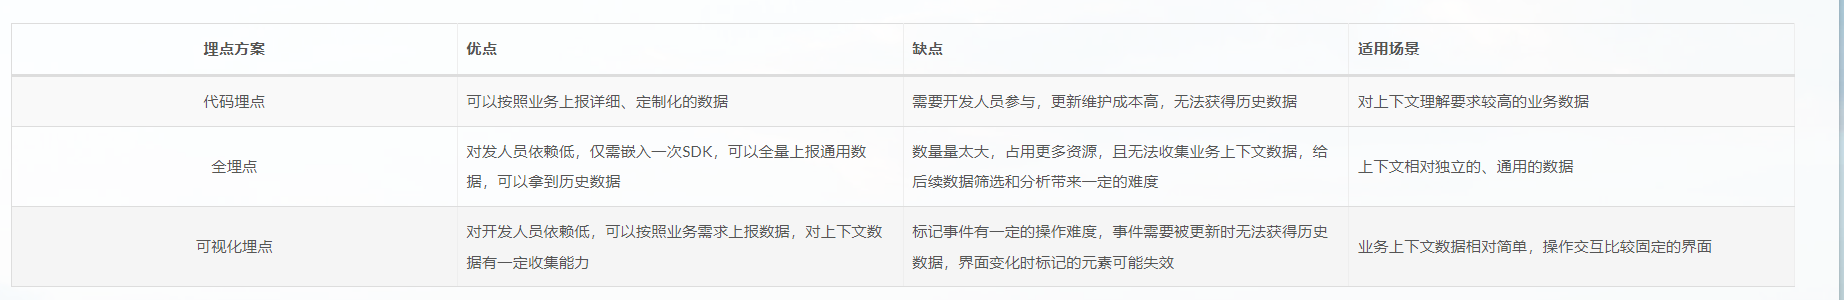 埋点方案 优点 缺点 适用场景
代码埋点 可以按照业务上报详细、定制化的数据 需要开发人员参与，更新维护成本高，无法获得历史数据 对上下文理解要求较高的业务数据
全埋点 对发人员依赖低，仅需嵌入一次SDK，可以全量上报通用数
据，可以拿到历史数据 数量量太大，占用更多资源，且无法收集业务上下文数据，给
后续数据筛选和分析带来一定的难度 上下文相对独立的、通用的数据
可视化埋点 对开发人员依赖低，可以按照业务需求上报数据，对上下文数
据有一定收集能力 标记事件有一定的操作难度，事件需要被更新时无法获得历史
数据，界面变化时标记的元素可能失效 业务上下文数据相对简单，操作交互比较固定的界面